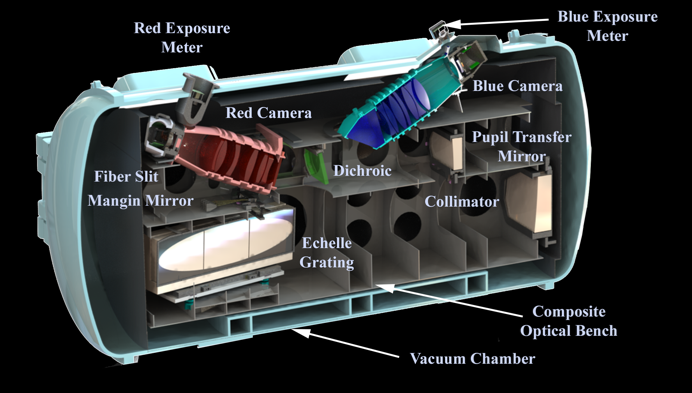 Blue Exposure
Meter
Red Exposure
Meter
Blue Camera
Red Camera
Pupil Transfer
Mirror
Dichroic
Fiber Slit
Mangin Mirror
Collimator
Echelle
Grating
Composite
Optical Bench
Vacuum Chamber